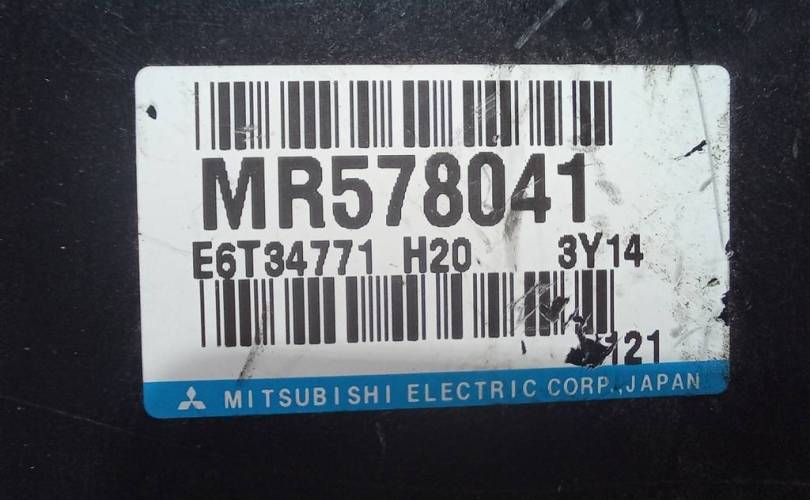 MR578041
E6T34771 H20 3Y14
121
MITSUBISHI ELECTRIC CORP.,JAPAN